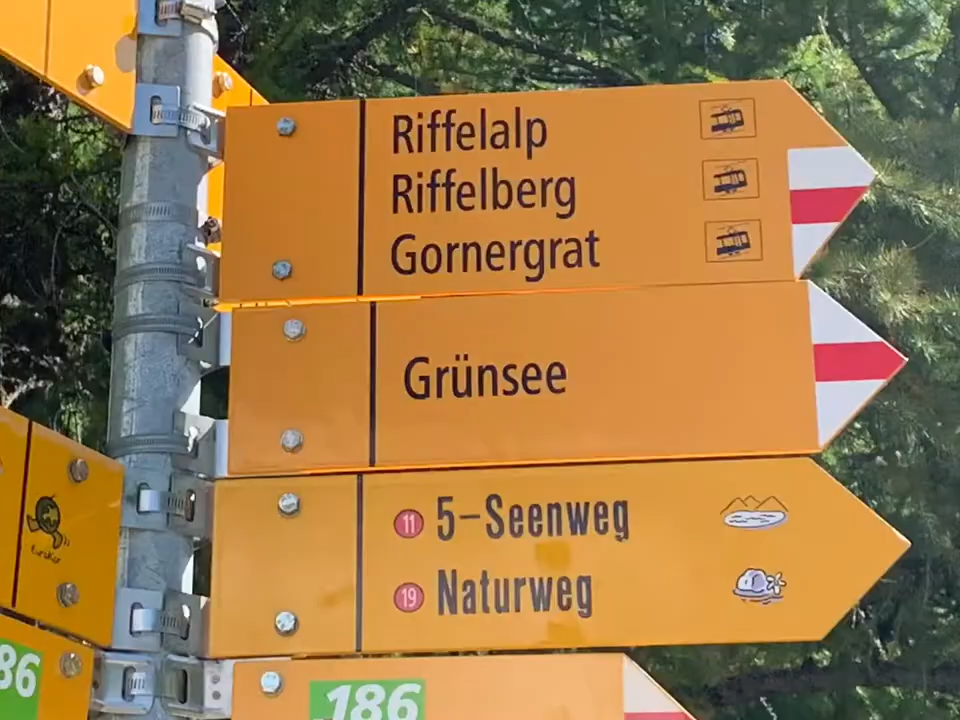 Riffelalp
Riffelberg
Gornergrat
Grünsee
11 5-Seenweg
19 Naturweg
86
186